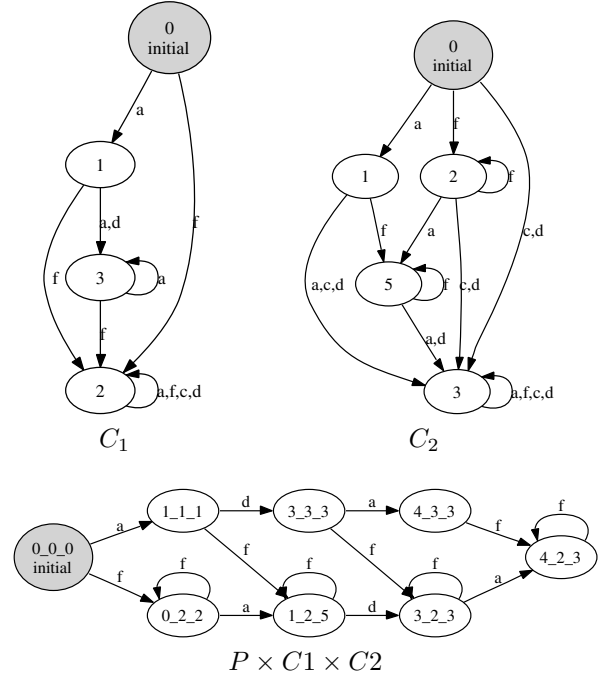 0
initial
0
initial
a
f
a
f
c,d
1
1
2
f
a,d
f
a
f
3
a
5
f
a,c,d
f
c,d
f
a,d
2
a,f,c,d
3
a,f,c,d
C1
C2
1_1_1
d
3_3_3
a
4_3_3
f
a
f
f
f
0_0_0
initial
4_2_3
f
f
f
f
a
0_2_2
a
1_2_5
d
3_2_3
P × C1 × C2